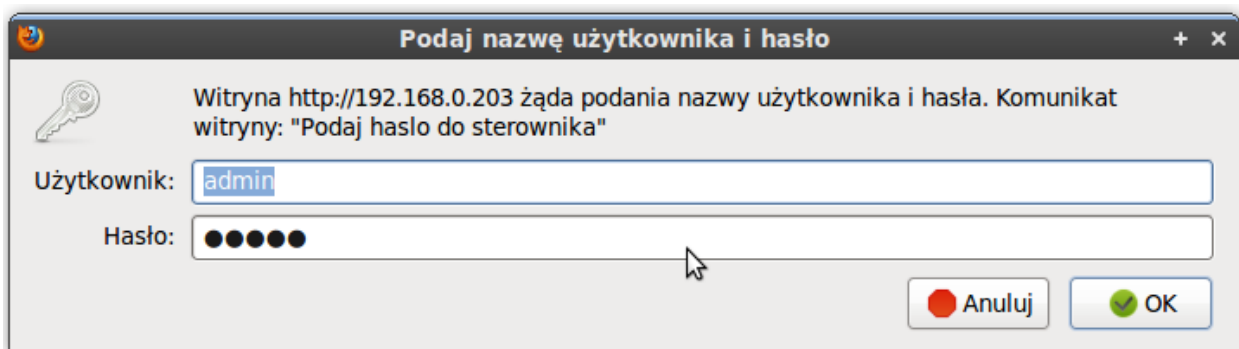 Podaj nazwę użytkownika i hasło
Witryna http://192.168.0.203 żąda podania nazwy użytkownika i hasła. Komunikat
witryny: "Podaj haslo do sterownika"
Użytkownik: admin
Hasło: ●●●●●
Anuluj OK